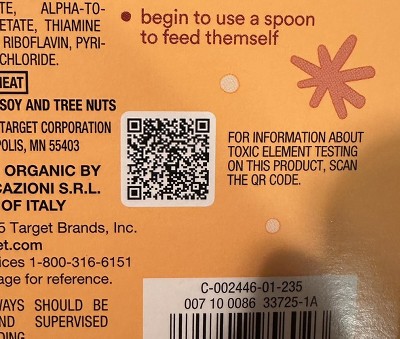 TE, ALPHA-TO-
ETATE, THIAMINE
RIBOFLAVIN, PYRI-
CHLORIDE.
HEAT
SOY AND TREE NUTS
TARGET CORPORATION
POLIS, MN 55403
ORGANIC BY
CAZIONI S.R.L.
OF ITALY
5 Target Brands, Inc.
et.com
ices 1-800-316-6151
age for reference.
WAYS SHOULD BE
ND SUPERVISED
DING.
• begin to use a spoon
to feed themself
FOR INFORMATION ABOUT
TOXIC ELEMENT TESTING
ON THIS PRODUCT, SCAN
THE QR CODE.
C-002446-01-235
007 10 0086 33725-1A